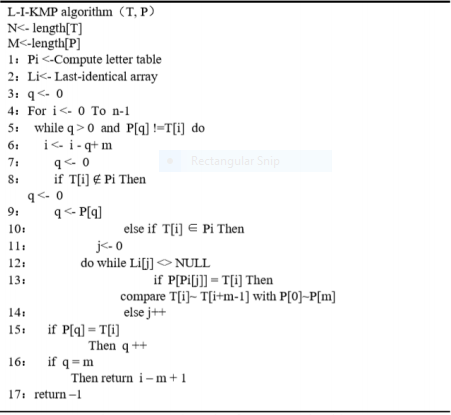 L-I-KMP algorithm（T, P）
N<- length[T]
M<-length[P]
1： Pi <-Compute letter table
2： Li<- Last-identical array
3： q <- 0
4： For i <- 0 To n-1
5： while q > 0 and P[q] !=T[i] do
6： i <- i - q+ m
7： q <- 0
8： if T[i] ∉ Pi Then
q <- 0
9： q <- P[q]
10： else if T[i] ∈ Pi Then
11： j<- 0
12： do while Li[j] <> NULL
13： if P[Pi[j]] = T[i] Then
compare T[i]~ T[i+m-1] with P[0]~P[m]
14： else j++
15： if P[q] = T[i]
Then q ++
16： if q = m
Then return i – m + 1
17： return –1
Rectangular Snip